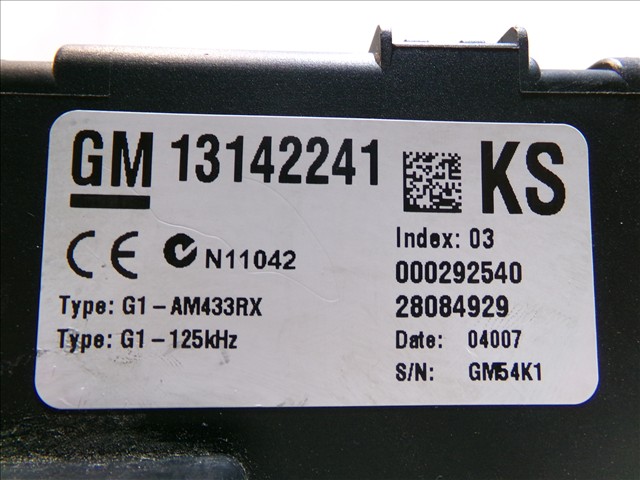 GM 13142241 KS
CE N11042
Index: 03
000292540
Type: G1-AM433RX
28084929
Type: G1-125kHz
Date: 04007
S/N: GM54K1